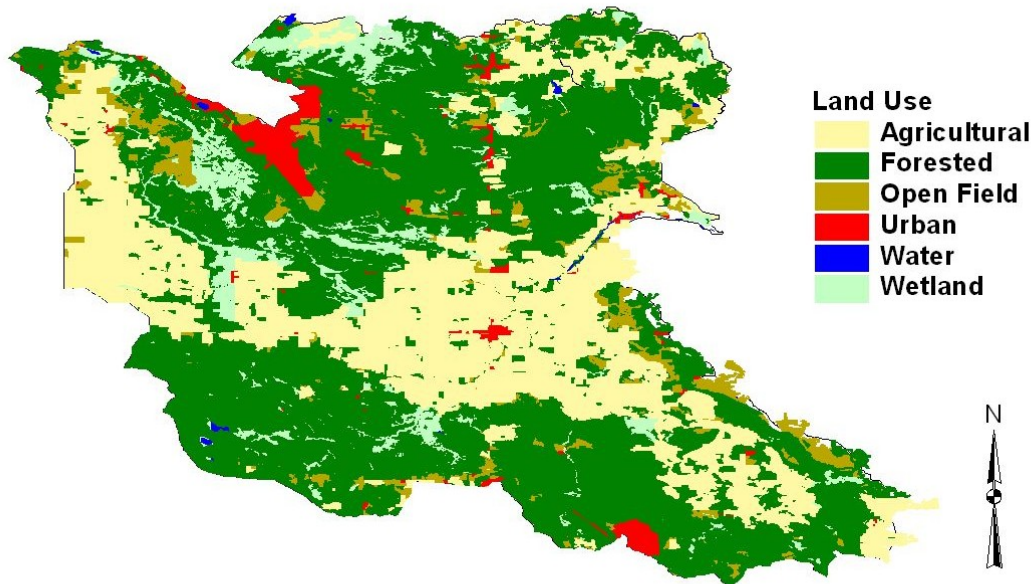 Land Use
Agricultural
Forested
Open Field
Urban
Water
Wetland
N